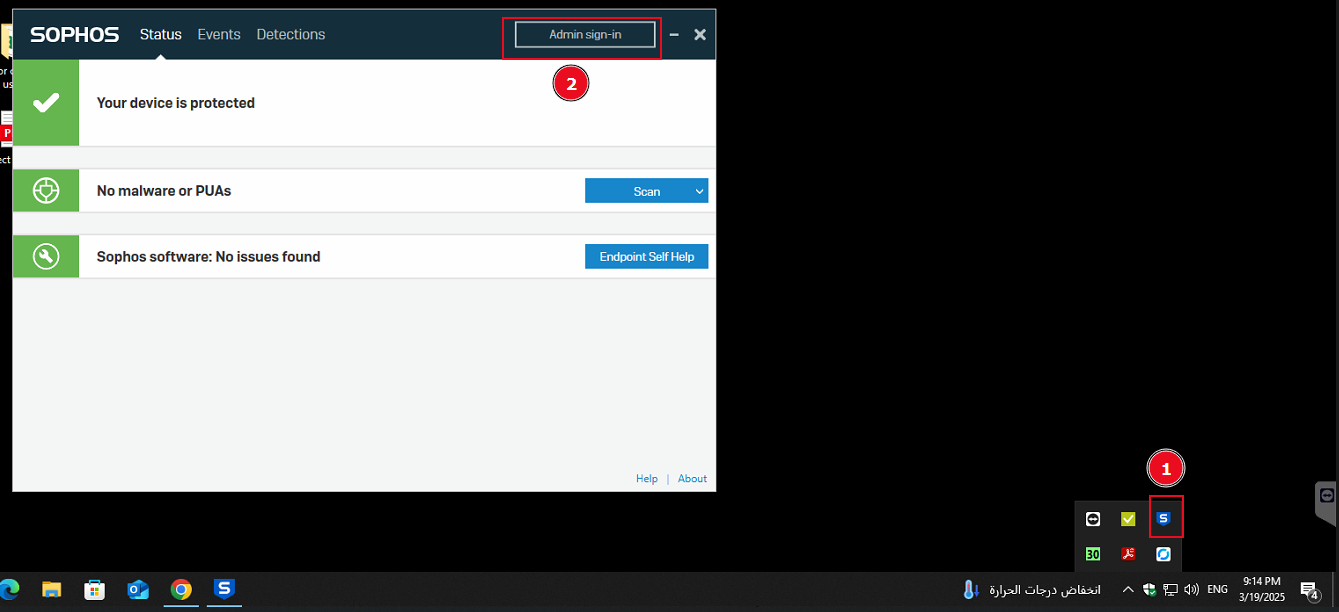 SOPHOS Status Events Detections Admin sign-in
2
Your device is protected
No malware or PUAs Scan
Sophos software: No issues found Endpoint Self Help
Help | About
1
S
30
انخفاض درجات الحرارة ENG 9:14 PM
3/19/2025
4